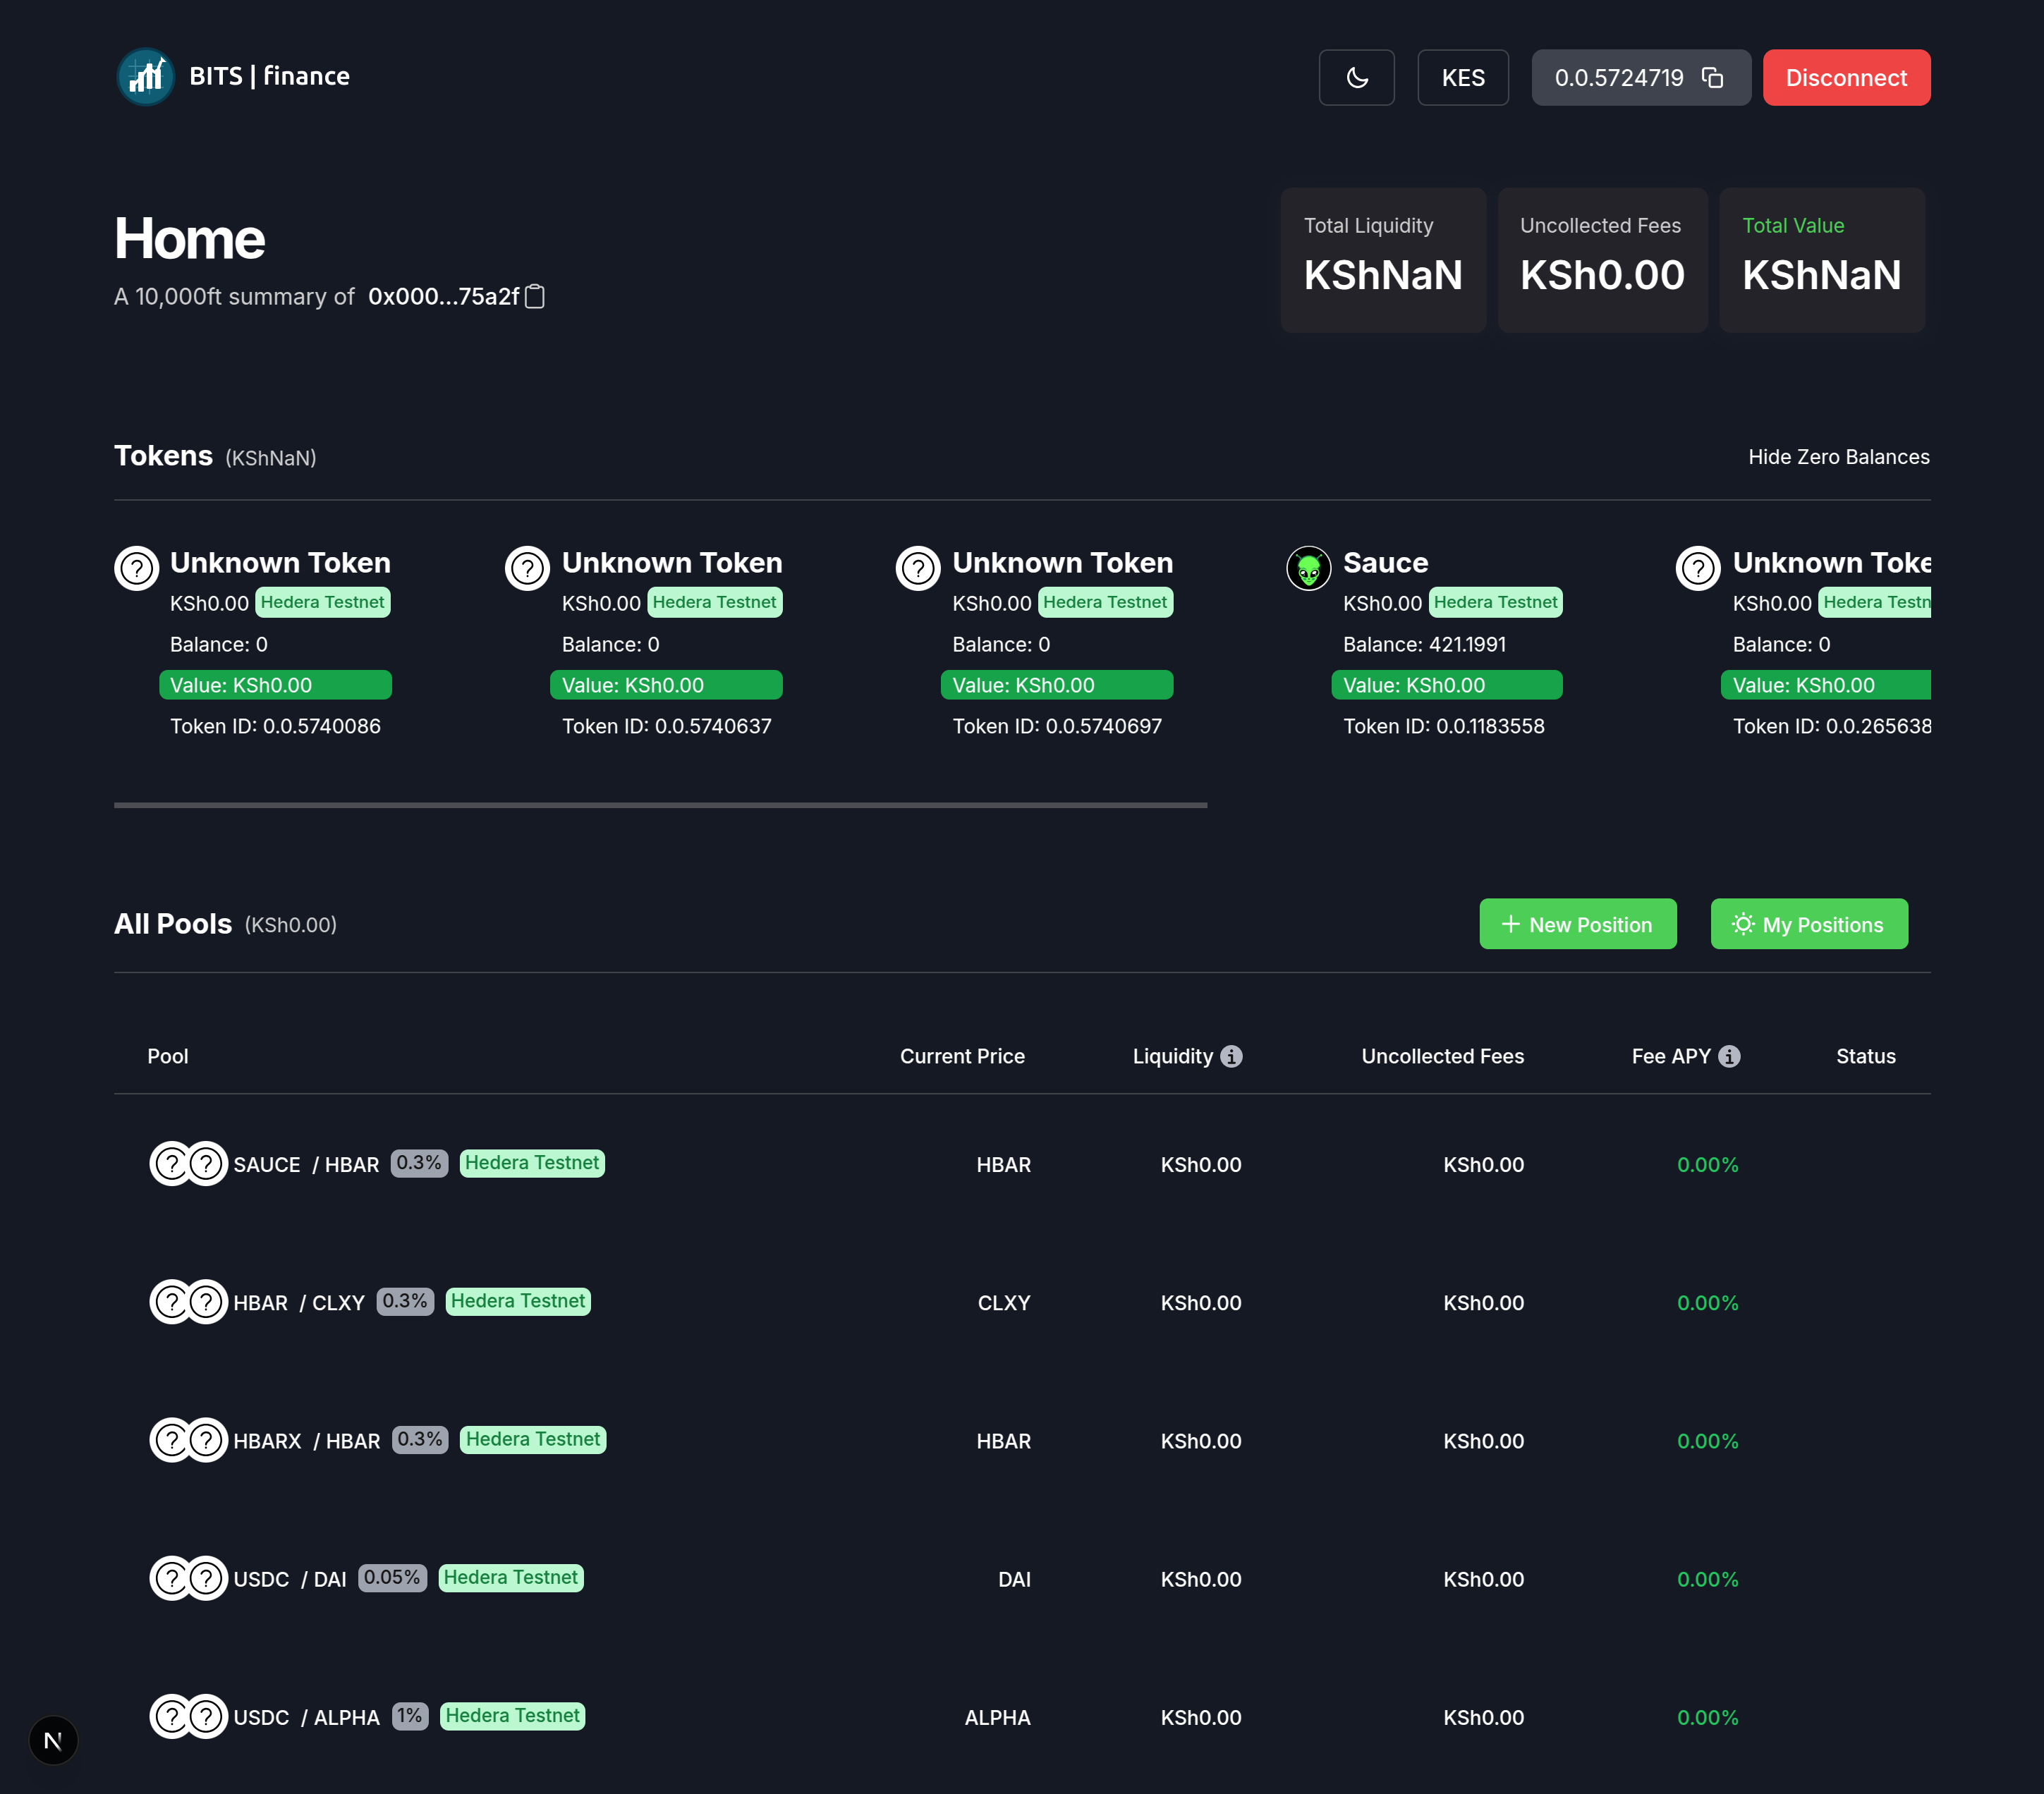 BITS | finance
KES
0.0.5724719
Disconnect
Home
A 10,000ft summary of 0x000...75a2f
Total Liquidity
KShNaN
Uncollected Fees
KSh0.00
Total Value
KShNaN
Tokens (KShNaN)
Hide Zero Balances
Unknown Token
KSh0.00 Hedera Testnet
Balance: 0
Value: KSh0.00
Token ID: 0.0.5740086
Unknown Token
KSh0.00 Hedera Testnet
Balance: 0
Value: KSh0.00
Token ID: 0.0.5740637
Unknown Token
KSh0.00 Hedera Testnet
Balance: 0
Value: KSh0.00
Token ID: 0.0.5740697
Sauce
KSh0.00 Hedera Testnet
Balance: 421.1991
Value: KSh0.00
Token ID: 0.0.1183558
Unknown Toke
KSh0.00 Hedera Testn
Balance: 0
Value: KSh0.00
Token ID: 0.0.265638
All Pools (KSh0.00)
New Position
My Positions
Pool Current Price Liquidity Uncollected Fees Fee APY Status
SAUCE / HBAR 0.3% Hedera Testnet HBAR KSh0.00 KSh0.00 0.00%
HBAR / CLXY 0.3% Hedera Testnet CLXY KSh0.00 KSh0.00 0.00%
HBARX / HBAR 0.3% Hedera Testnet HBAR KSh0.00 KSh0.00 0.00%
USDC / DAI 0.05% Hedera Testnet DAI KSh0.00 KSh0.00 0.00%
USDC / ALPHA 1% Hedera Testnet ALPHA KSh0.00 KSh0.00 0.00%